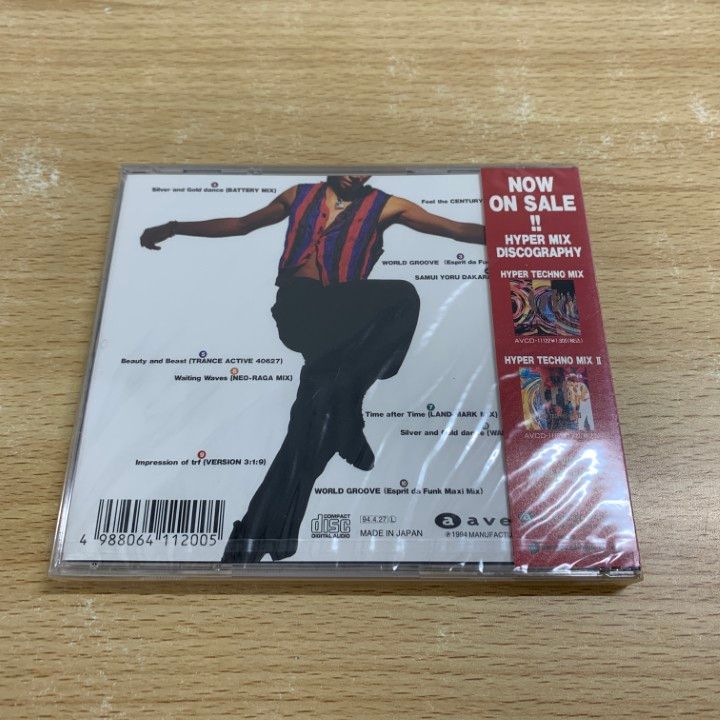 1
Silver and Gold dance (BATTERY MIX)
Feel the CENTURY
3
WORLD GROOVE (Esprit da
SAMUI YORU DAKARA
5
Beauty and Beast (TRANCE ACTIVE 40627)
6
Waiting Waves (NEO-RAGA MIX)
7
Time after Time (LAND-MARK MIX)
Silver and Gold dance
9
Impression of trf (VERSION 3:1:9)
WORLD GROOVE (Esprit da Funk Maxi Mix)
4 988064 112005
COMPACT
disc
DIGITAL AUDIO
94.4.27 L
MADE IN JAPAN
a ave
℗1994 MANUFACTU
NOW
ON SALE
!!
HYPER MIX
DISCOGRAPHY
HYPER TECHNO MIX
HYPER TECHNO MIX II